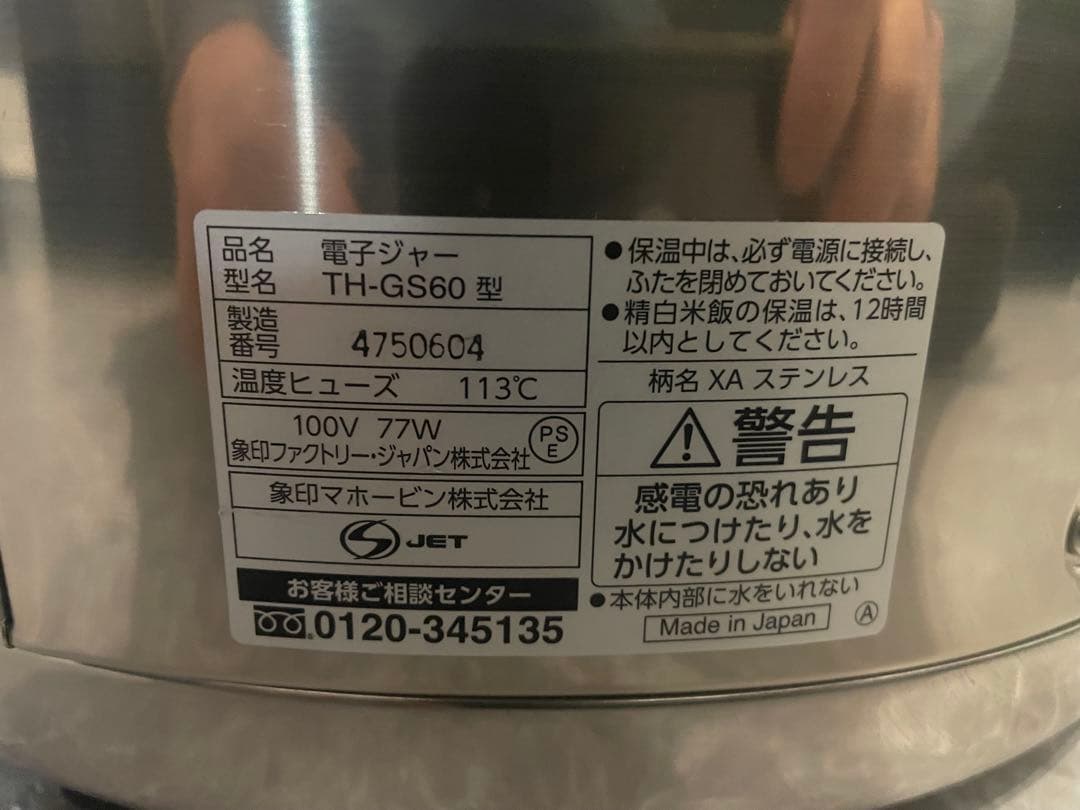 品名 電子ジャー
型名 TH-GS60 型
製造
番号 4750604
温度ヒューズ 113℃
100V 77W
象印ファクトリー・ジャパン株式会社
PS
E
象印マホービン株式会社
S JET
お客様ご相談センター
0120-345135
●保温中は、必ず電源に接続し、
ふたを閉めておいてください。
●精白米飯の保温は、12時間
以内としてください。
柄名 XA ステンレス
警告
感電の恐れあり
水につけたり、水を
かけたりしない
●本体内部に水をいれない
Made in Japan
A